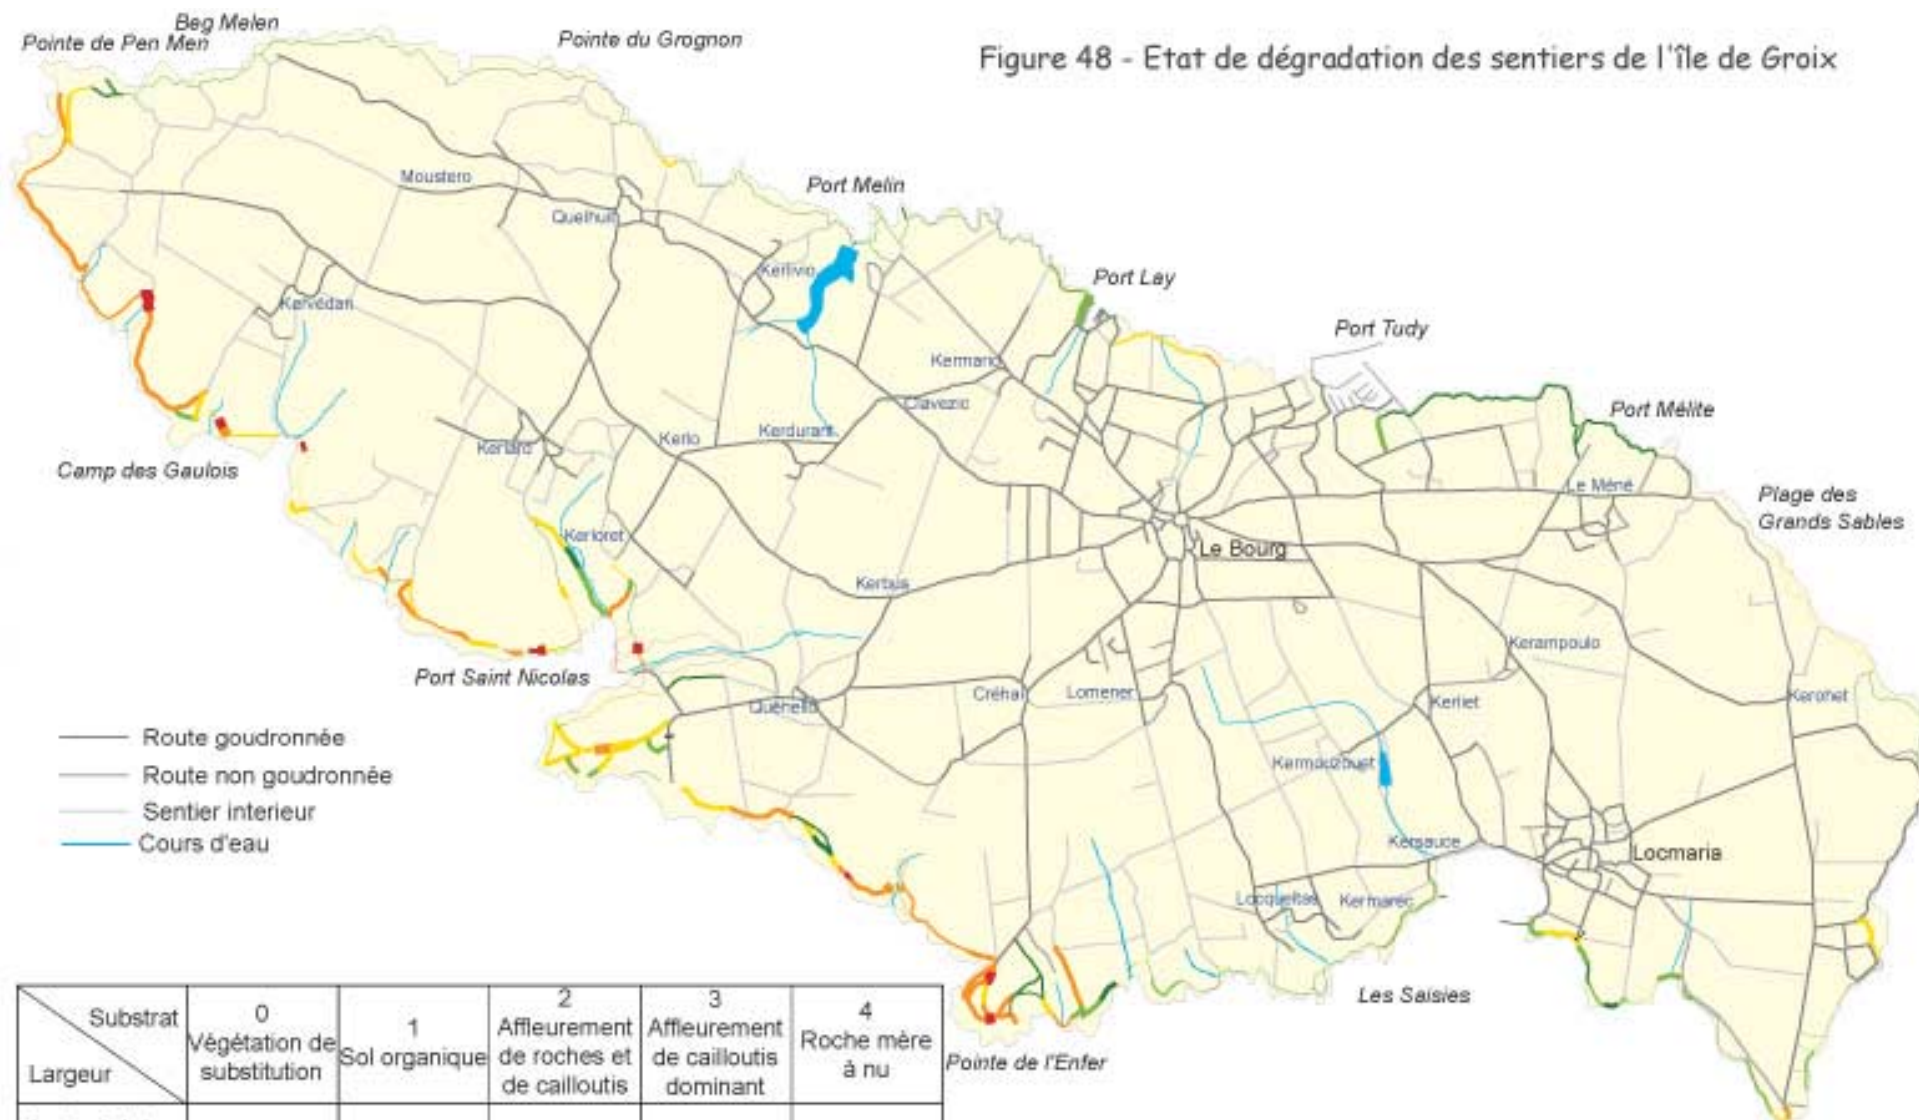 Figure 48 - Etat de dégradation des sentiers de l'île de Groix
Beg Melen
Pointe de Pen Men
Pointe du Grognon
Port Melin
Port Lay
Port Tudy
Port Mélite
Plage des
Grands Sables
Camp des Gaulois
Port Saint Nicolas
Pointe de l'Enfer
Les Saisies
Moustero
Quelhuit
Kerlivio
Kervédan
Kermario
Clavezic
Kerlard
Kerlo
Kerdurant
Le Méné
Kerloret
Le Bourg
Kerbus
Kerampoulo
Quéhello
Créhal
Lomener
Kerliet
Kerohet
Kermouzouet
Kersauce
Locmaria
Locqueltas
Kermarec
Route goudronnée
Route non goudronnée
Sentier interieur
Cours d'eau
Substrat
Largeur
0
Végétation de
substitution
1
Sol organique
2
Affleurement
de roches et
de cailloutis
3
Affleurement
de cailloutis
dominant
4
Roche mère
à nu